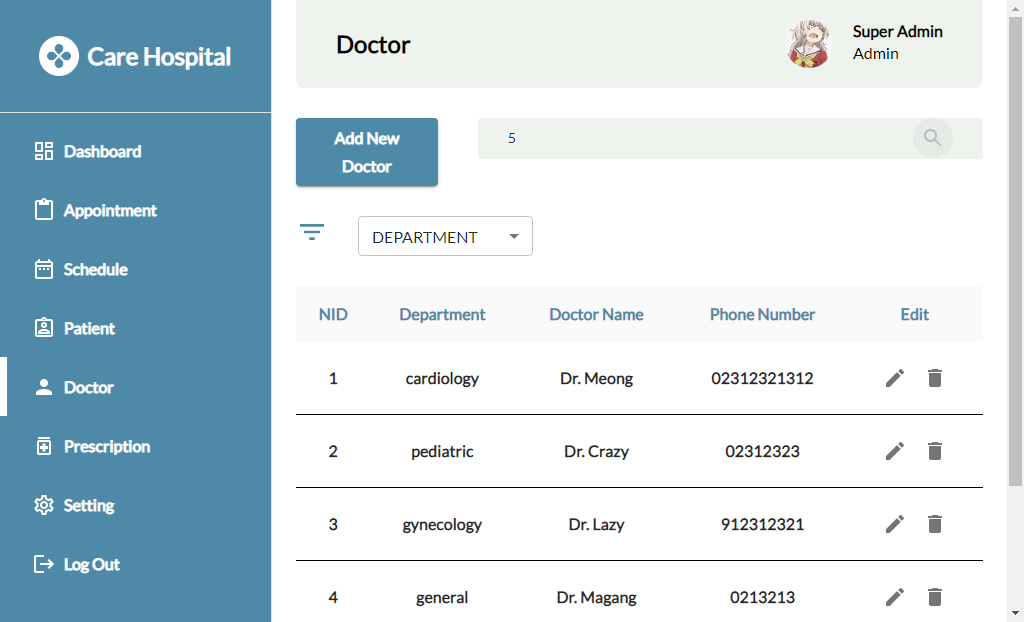 Care Hospital
Dashboard
Appointment
Schedule
Patient
Doctor
Prescription
Setting
Log Out
Doctor
Super Admin
Admin
Add New
Doctor
5
DEPARTMENT
NID Department Doctor Name Phone Number Edit
1 cardiology Dr. Meong 02312321312
2 pediatric Dr. Crazy 02312323
3 gynecology Dr. Lazy 912312321
4 general Dr. Magang 0213213